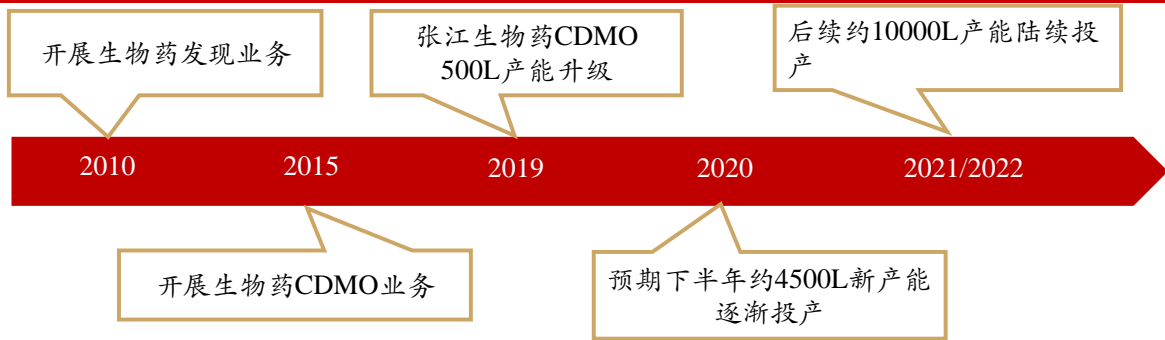 开展生物药发现业务
张江生物药CDMO
500L产能升级
后续约10000L产能陆续投
产
2010
2015
2019
2020
2021/2022
开展生物药CDMO业务
预期下半年约4500L新产能
逐渐投产